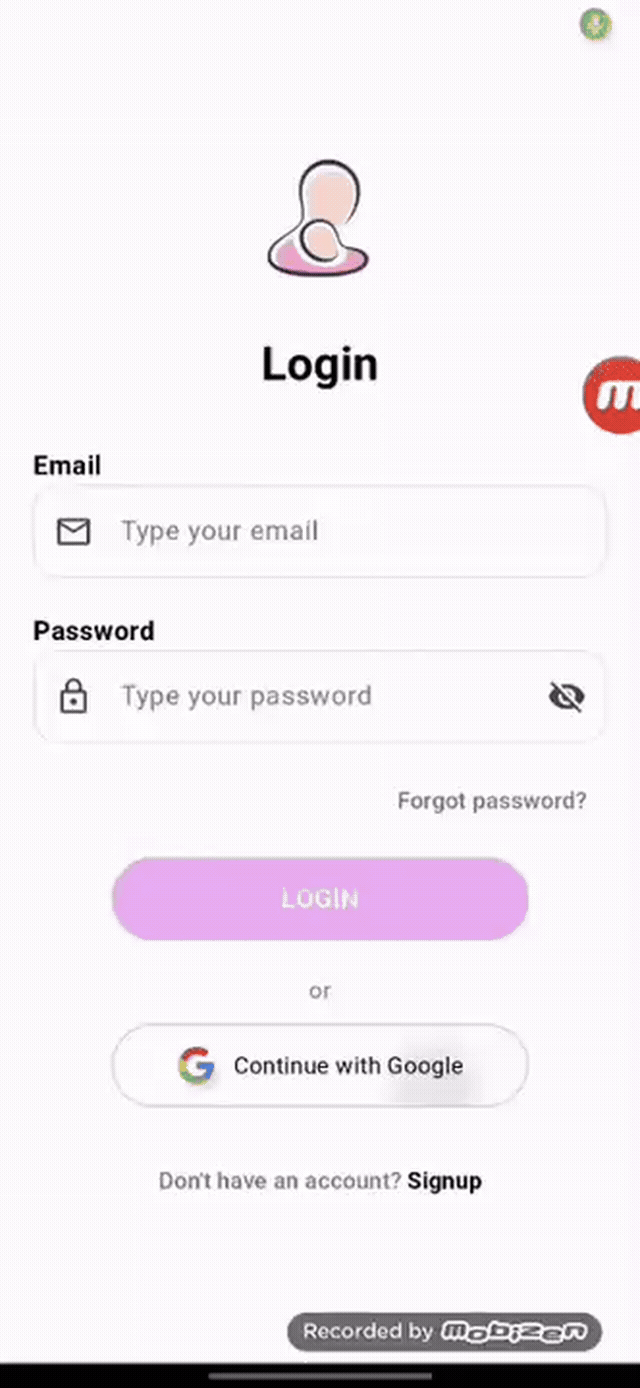 Login
m
Email
Type your email
Password
Type your password
Forgot password?
LOGIN
or
G Continue with Google
Don't have an account? Signup
Recorded by mobizen